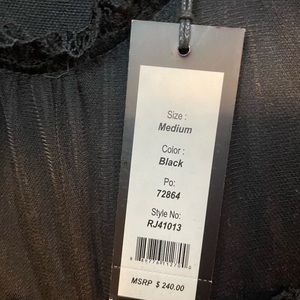 Size :
Medium
Color :
Black
Po:
72864
Style No:
RJ41013
MSRP $ 240.00